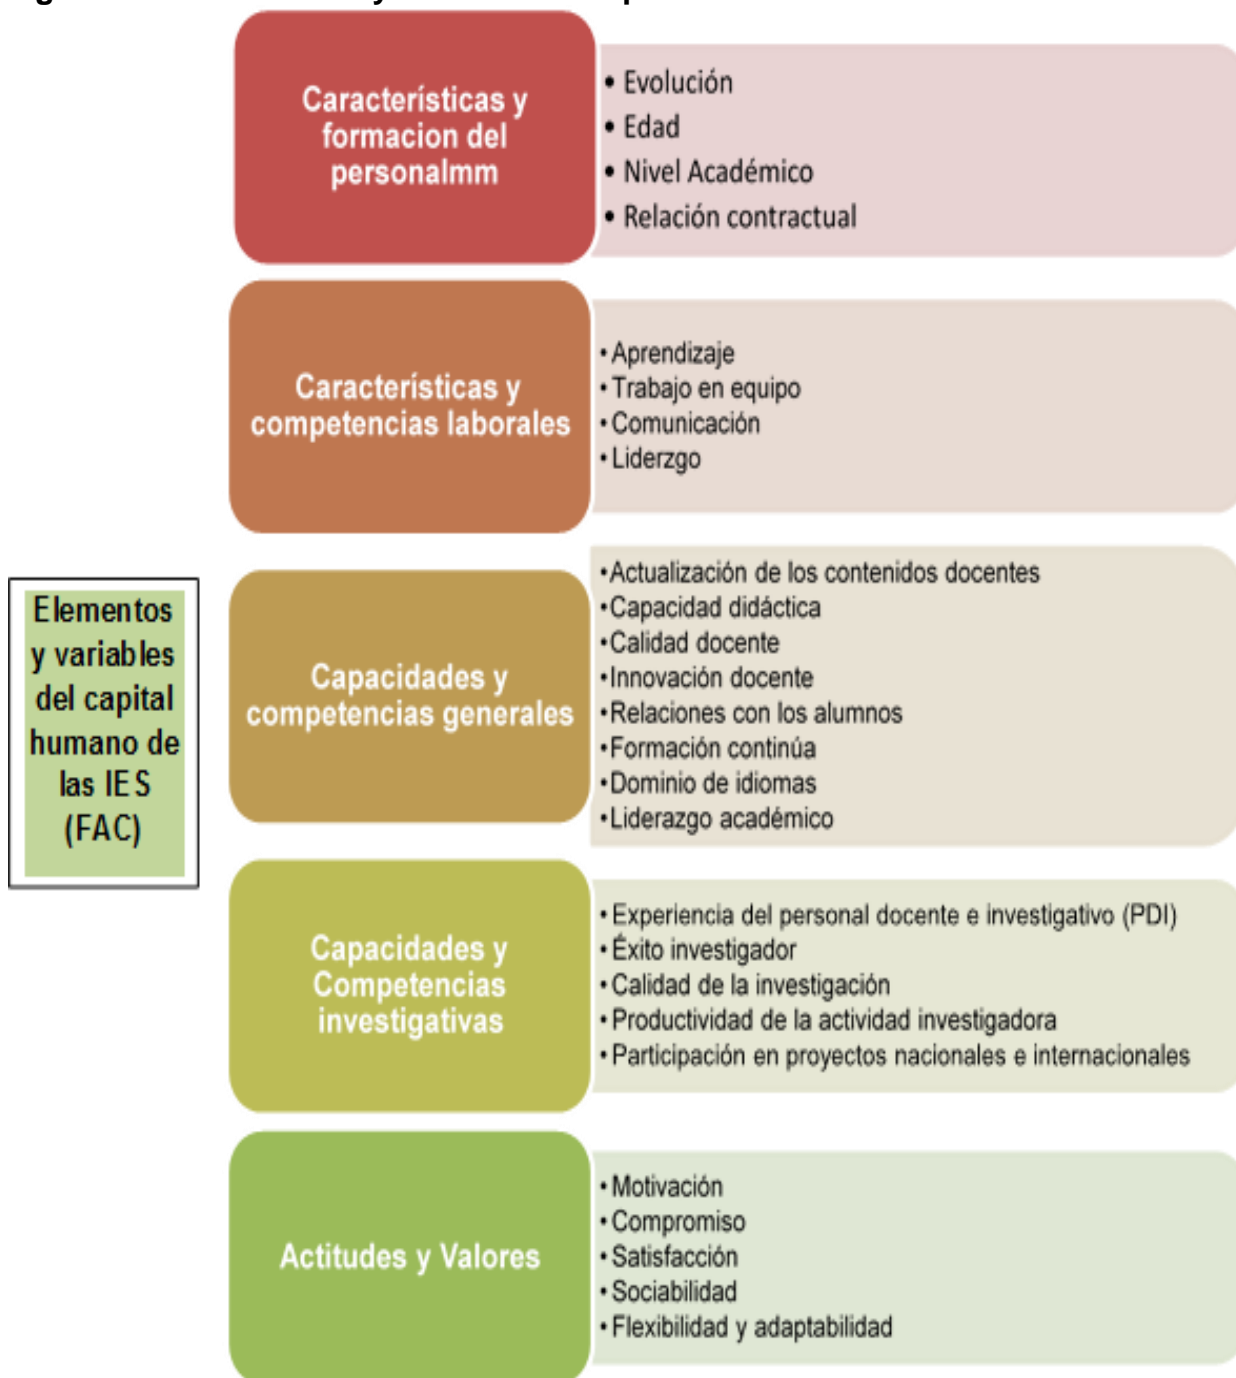 Característísicas y
formacion del
personalmm
• Evolución
• Edad
• Nivel Académico
• Relación contractual
Característísicas y
competencias laborales
• Aprendizaje
• Trabajo en equipo
• Comunicación
• Liderzgo
Elementos
y variables
del capital
humano de
las IES
(FAC)
Capacidades y
competencias generales
• Actualización de los contenidos docentes
• Capacidad didáctica
• Calidad docente
• Innovación docente
• Relaciones con los alumnos
• Formación continúa
• Dominio de idiomas
• Liderazgo académico
Capacidades y
Competencias
investigativas
• Experiencia del personal docente e investigativo (PDI)
• Éxito investigador
• Calidad de la investigación
• Productividad de la actividad investigadora
• Participación en proyectos nacionales e internacionales
Actitudes y Valores
• Motivación
• Compromiso
• Satisfacción
• Sociabilidad
• Flexibilidad y adaptabilidad